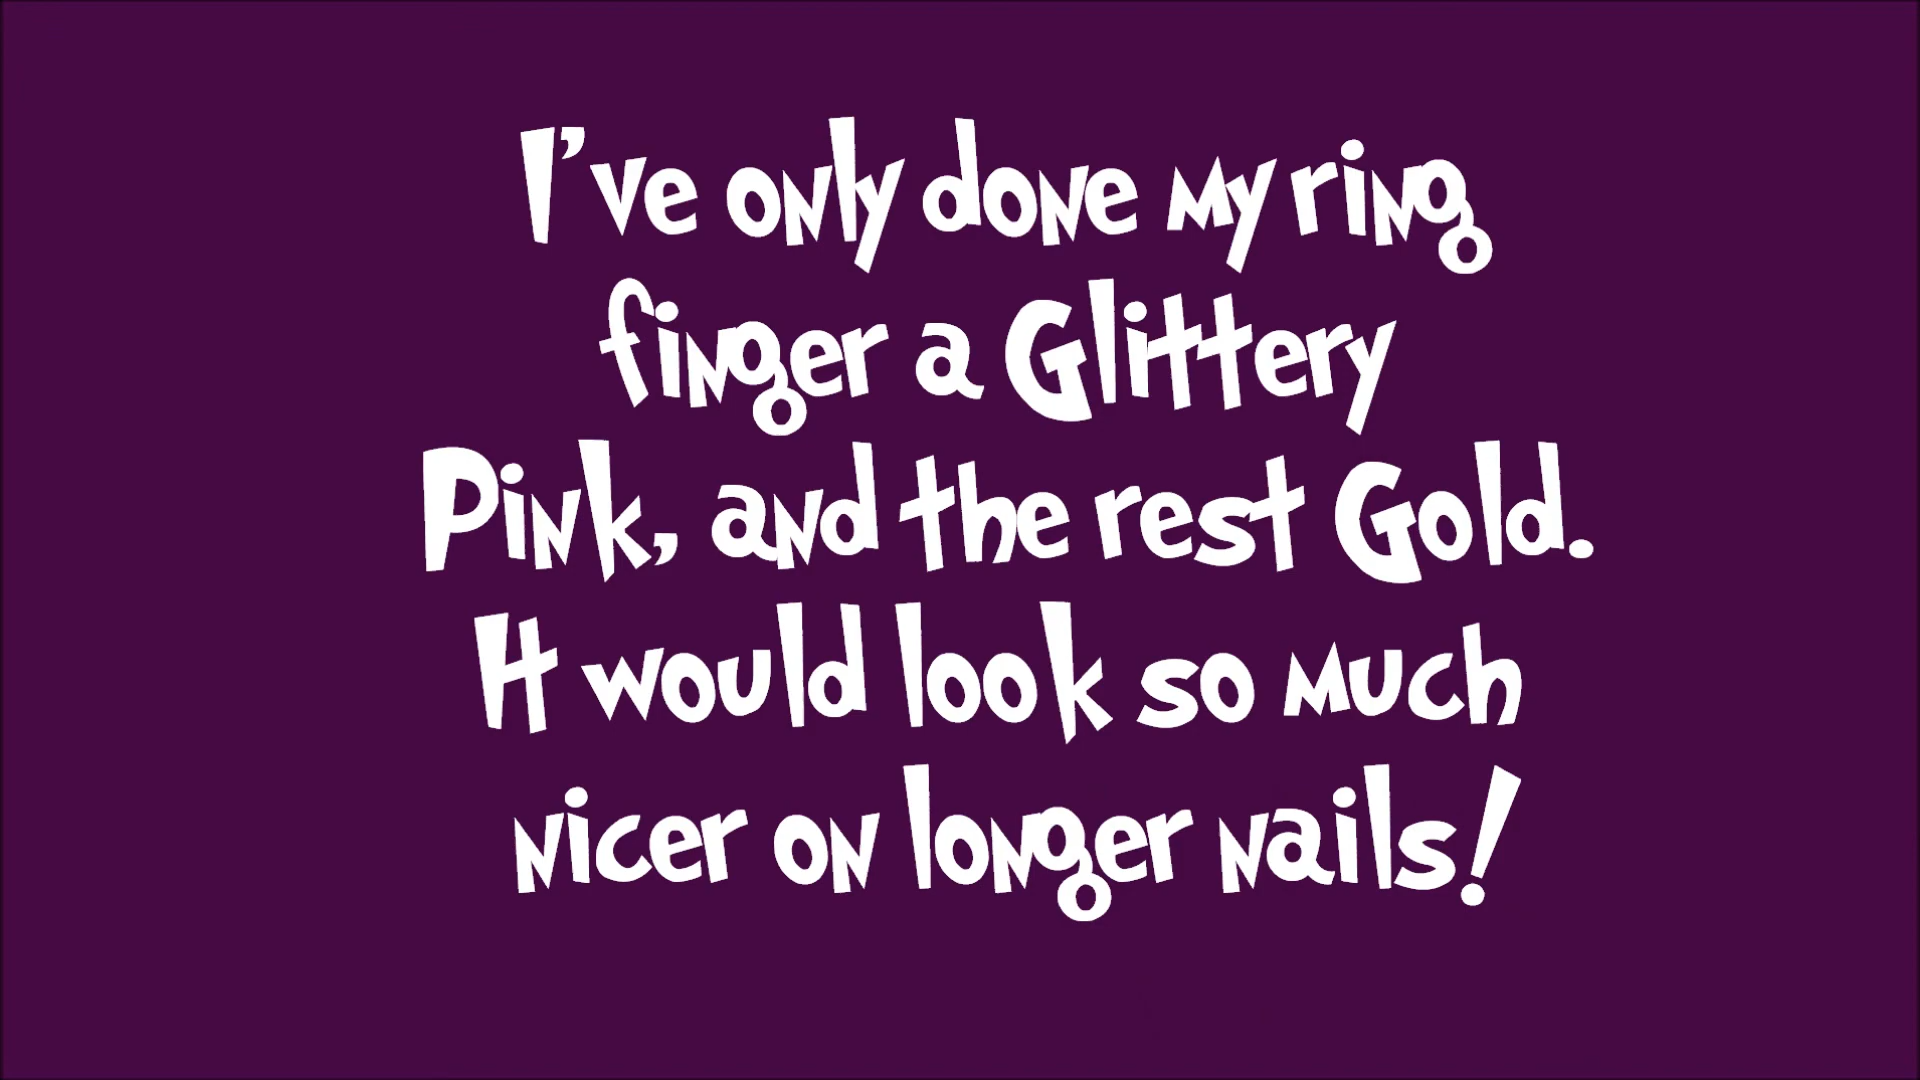 I've only done my ring
finger a Glittery
Pink, and the rest Gold.
It would look so much
nicer on longer nails!